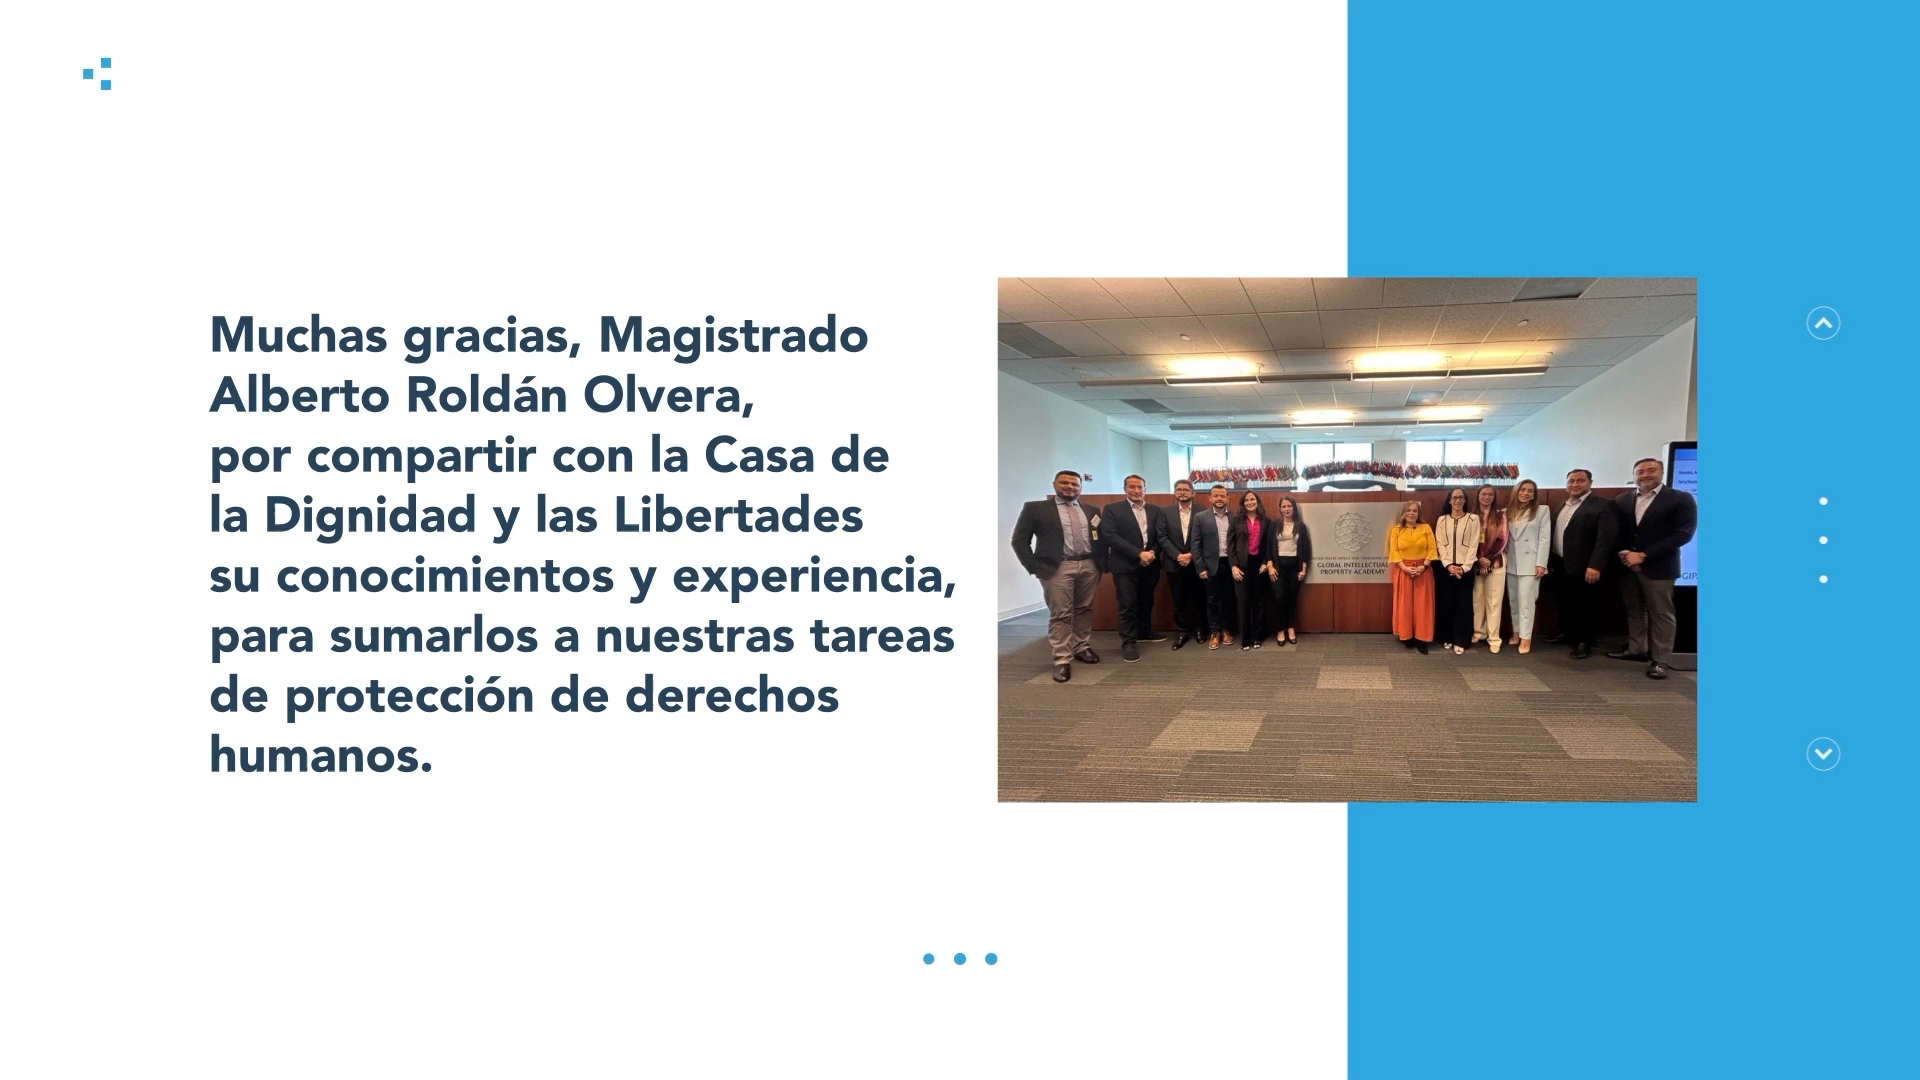 Muchas gracias, Magistrado
Alberto Roldán Olvera,
por compartir con la Casa de
la Dignidad y las Libertades
su conocimientos y experiencia,
para sumarlos a nuestras tareas
de protección de derechos
humanos.
GLOBAL INTELLECTUAL
PROPERTY ACADEMY